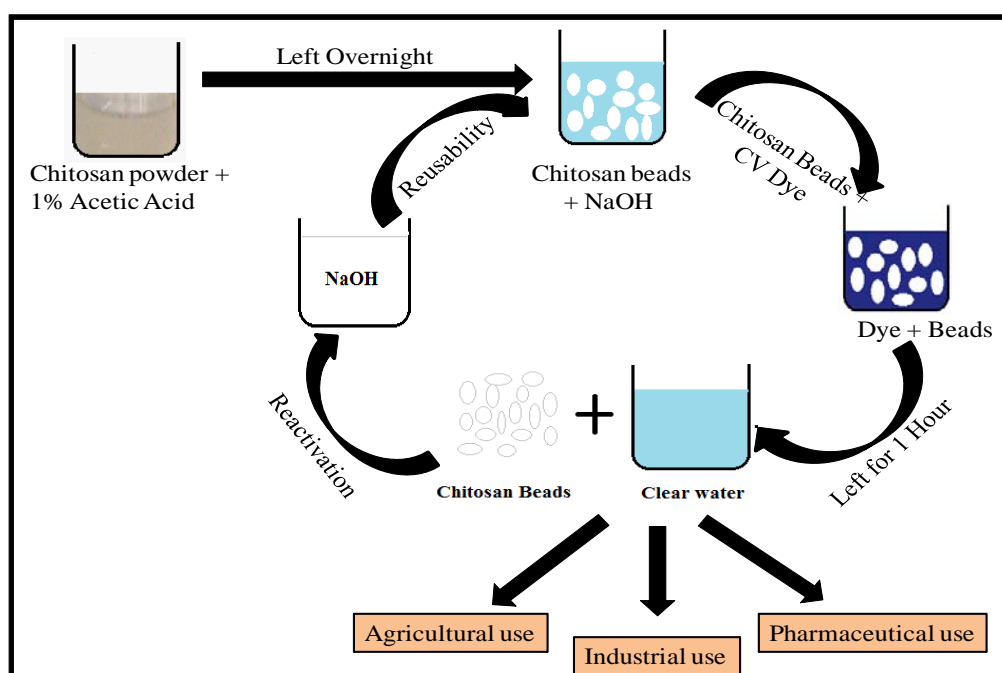 Left Overnight
Chitosan powder +
1% Acetic Acid
Reusability
Chitosan beads
+ NaOH
Chitosan Beads +
CV Dye
NaOH
Dye + Beads
Reactivation
Left for 1 Hour
Chitosan Beads
Clear water
Agricultural use
Industrial use
Pharmaceutical use